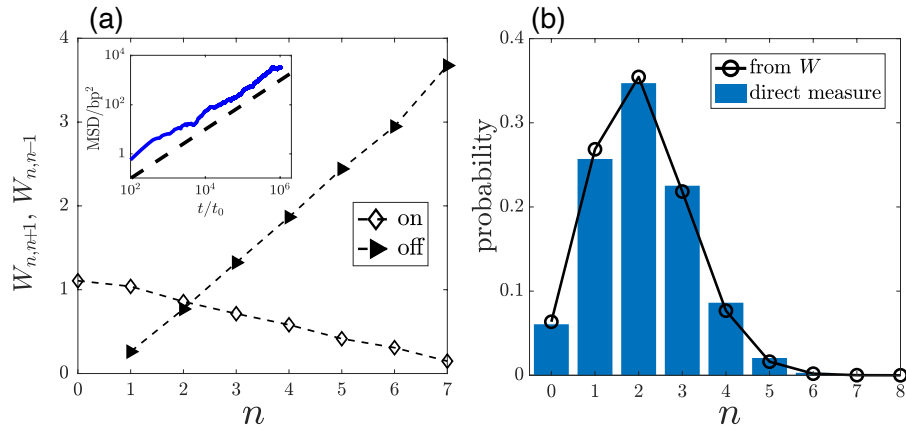 (a)
4
3
2
1
0
W_{n,n+1}, W_{n,n−1}
10^4
10^2
1
MSD/bp^2
10^2
10^4
10^6
t/t_0
on
off
0 1 2 3 4 5 6 7
n
(b)
0.4
0.3
0.2
0.1
0
probability
from W
direct measure
0 1 2 3 4 5 6 7 8
n